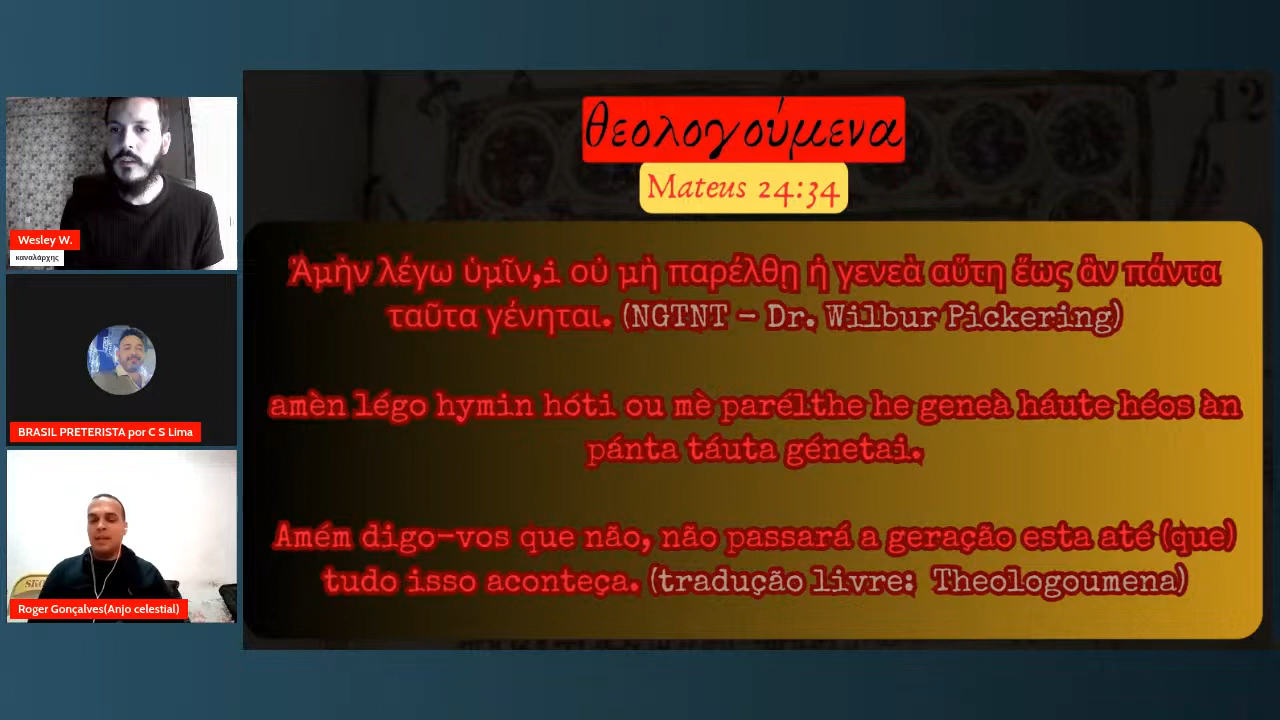 θεολογούμενα
Mateus 24:34
Ἀμὴν λέγω ὑμῖν,i οὐ μὴ παρέλθῃ ἡ γενεὰ αὕτη ἕως ἂν πάντα
ταῦτα γένηται. (NGTNT - Dr. Wilbur Pickering)
amèn légo hymin hóti ou mè parélthe he geneà háute héos àn
pánta táuta génetai.
Amém digo-vos que não, não passará a geração esta até (que)
tudo isso aconteça. (tradução livre: Theologoumena)
Wesley W.
καναλάρχης
BRASIL PRETERISTA por C S Lima
Roger Gonçalves(Anjo celestial)
12